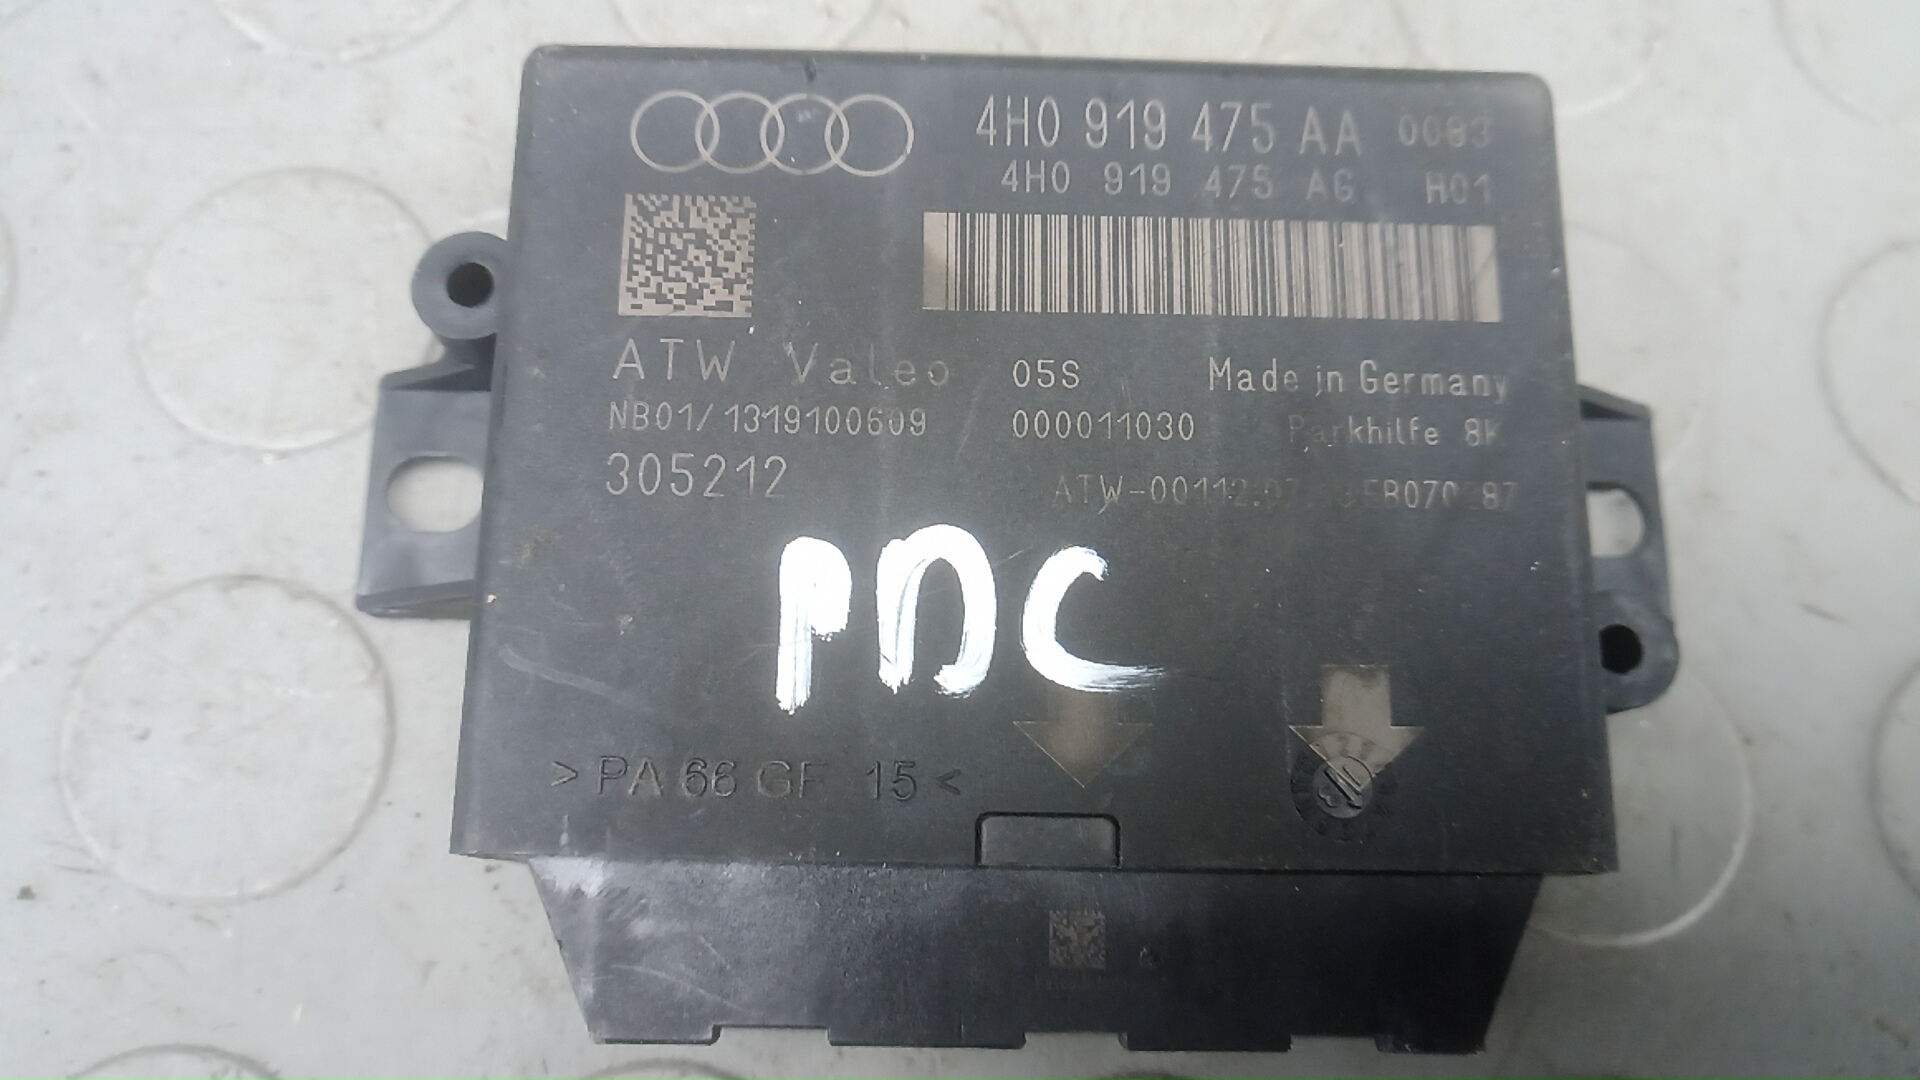 4H0 919 475 AA 0083
4H0 919 475 AG H01
ATW Valeo 05S Made in Germany
NB01/1319100609 000011030 Parkhilfe 8K
305212
PDC
>PA 66 GF 15<